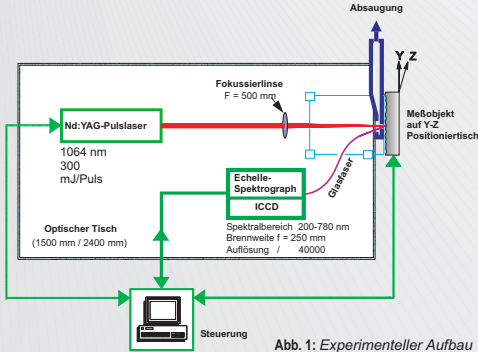 Absaugung
Y Z
Fokussierlinse
F = 500 mm
Meßobjekt
auf Y-Z
Positioniertisch
Nd:YAG-Pulslaser
1064 nm
300
mJ/Puls
Echelle-
Spektrograph
ICCD
Glasfaser
Spektralbereich 200-780 nm
Brennweite f = 250 mm
Auflösung / 40000
Optischer Tisch
(1500 mm / 2400 mm)
Steuerung
Abb. 1: Experimenteller Aufbau